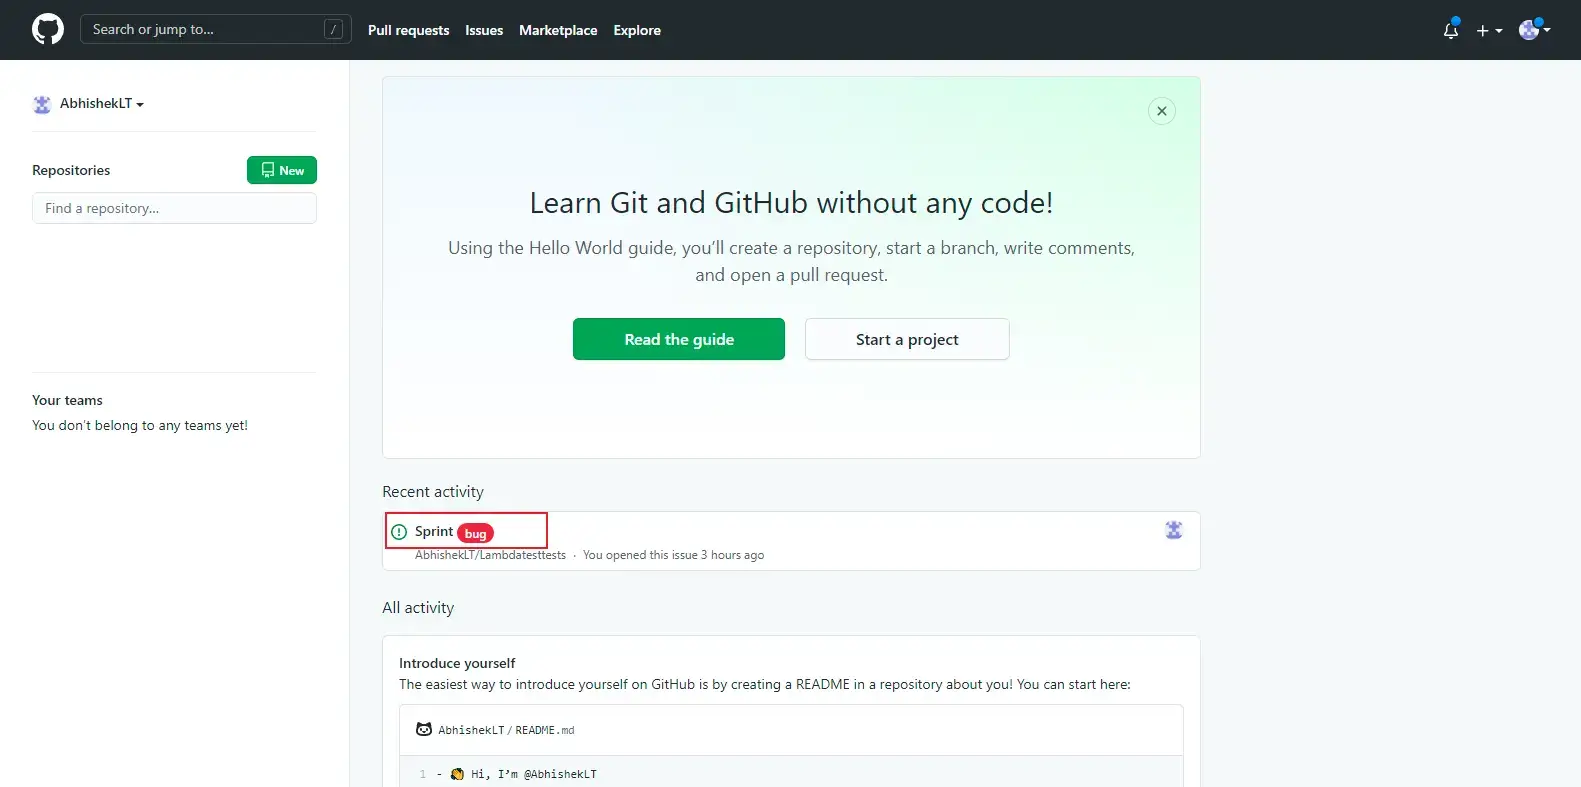 Search or jump to... /
Pull requests Issues Marketplace Explore
AbhishekLT
Repositories
New
Find a repository...
Your teams
You don't belong to any teams yet!
Learn Git and GitHub without any code!
Using the Hello World guide, you'll create a repository, start a branch, write comments,
and open a pull request.
Read the guide
Start a project
Recent activity
Sprint bug
AbhishekLT/Lambdatesttests · You opened this issue 3 hours ago
All activity
Introduce yourself
The easiest way to introduce yourself on GitHub is by creating a README in a repository about you! You can start here:
AbhishekLT / README.md
1 - 👋 Hi, I'm @AbhishekLT